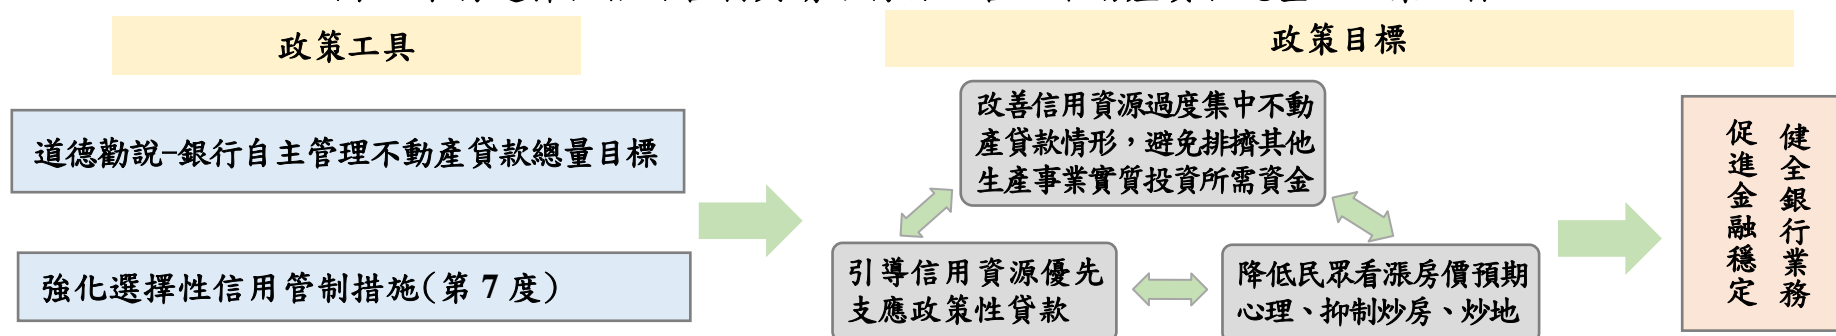 政策工具
政策目標
道德勸說-銀行自主管理不動產貸款總量目標
強化選擇性信用管制措施(第 7 度)
改善信用資源過度集中不動
產貸款情形，避免排擠其他
生產事業實質投資所需資金
引導信用資源優先
支應政策性貸款
降低民眾看漲房價預期
心理、抑制炒房、炒地
健全銀行業務
促進金融穩定